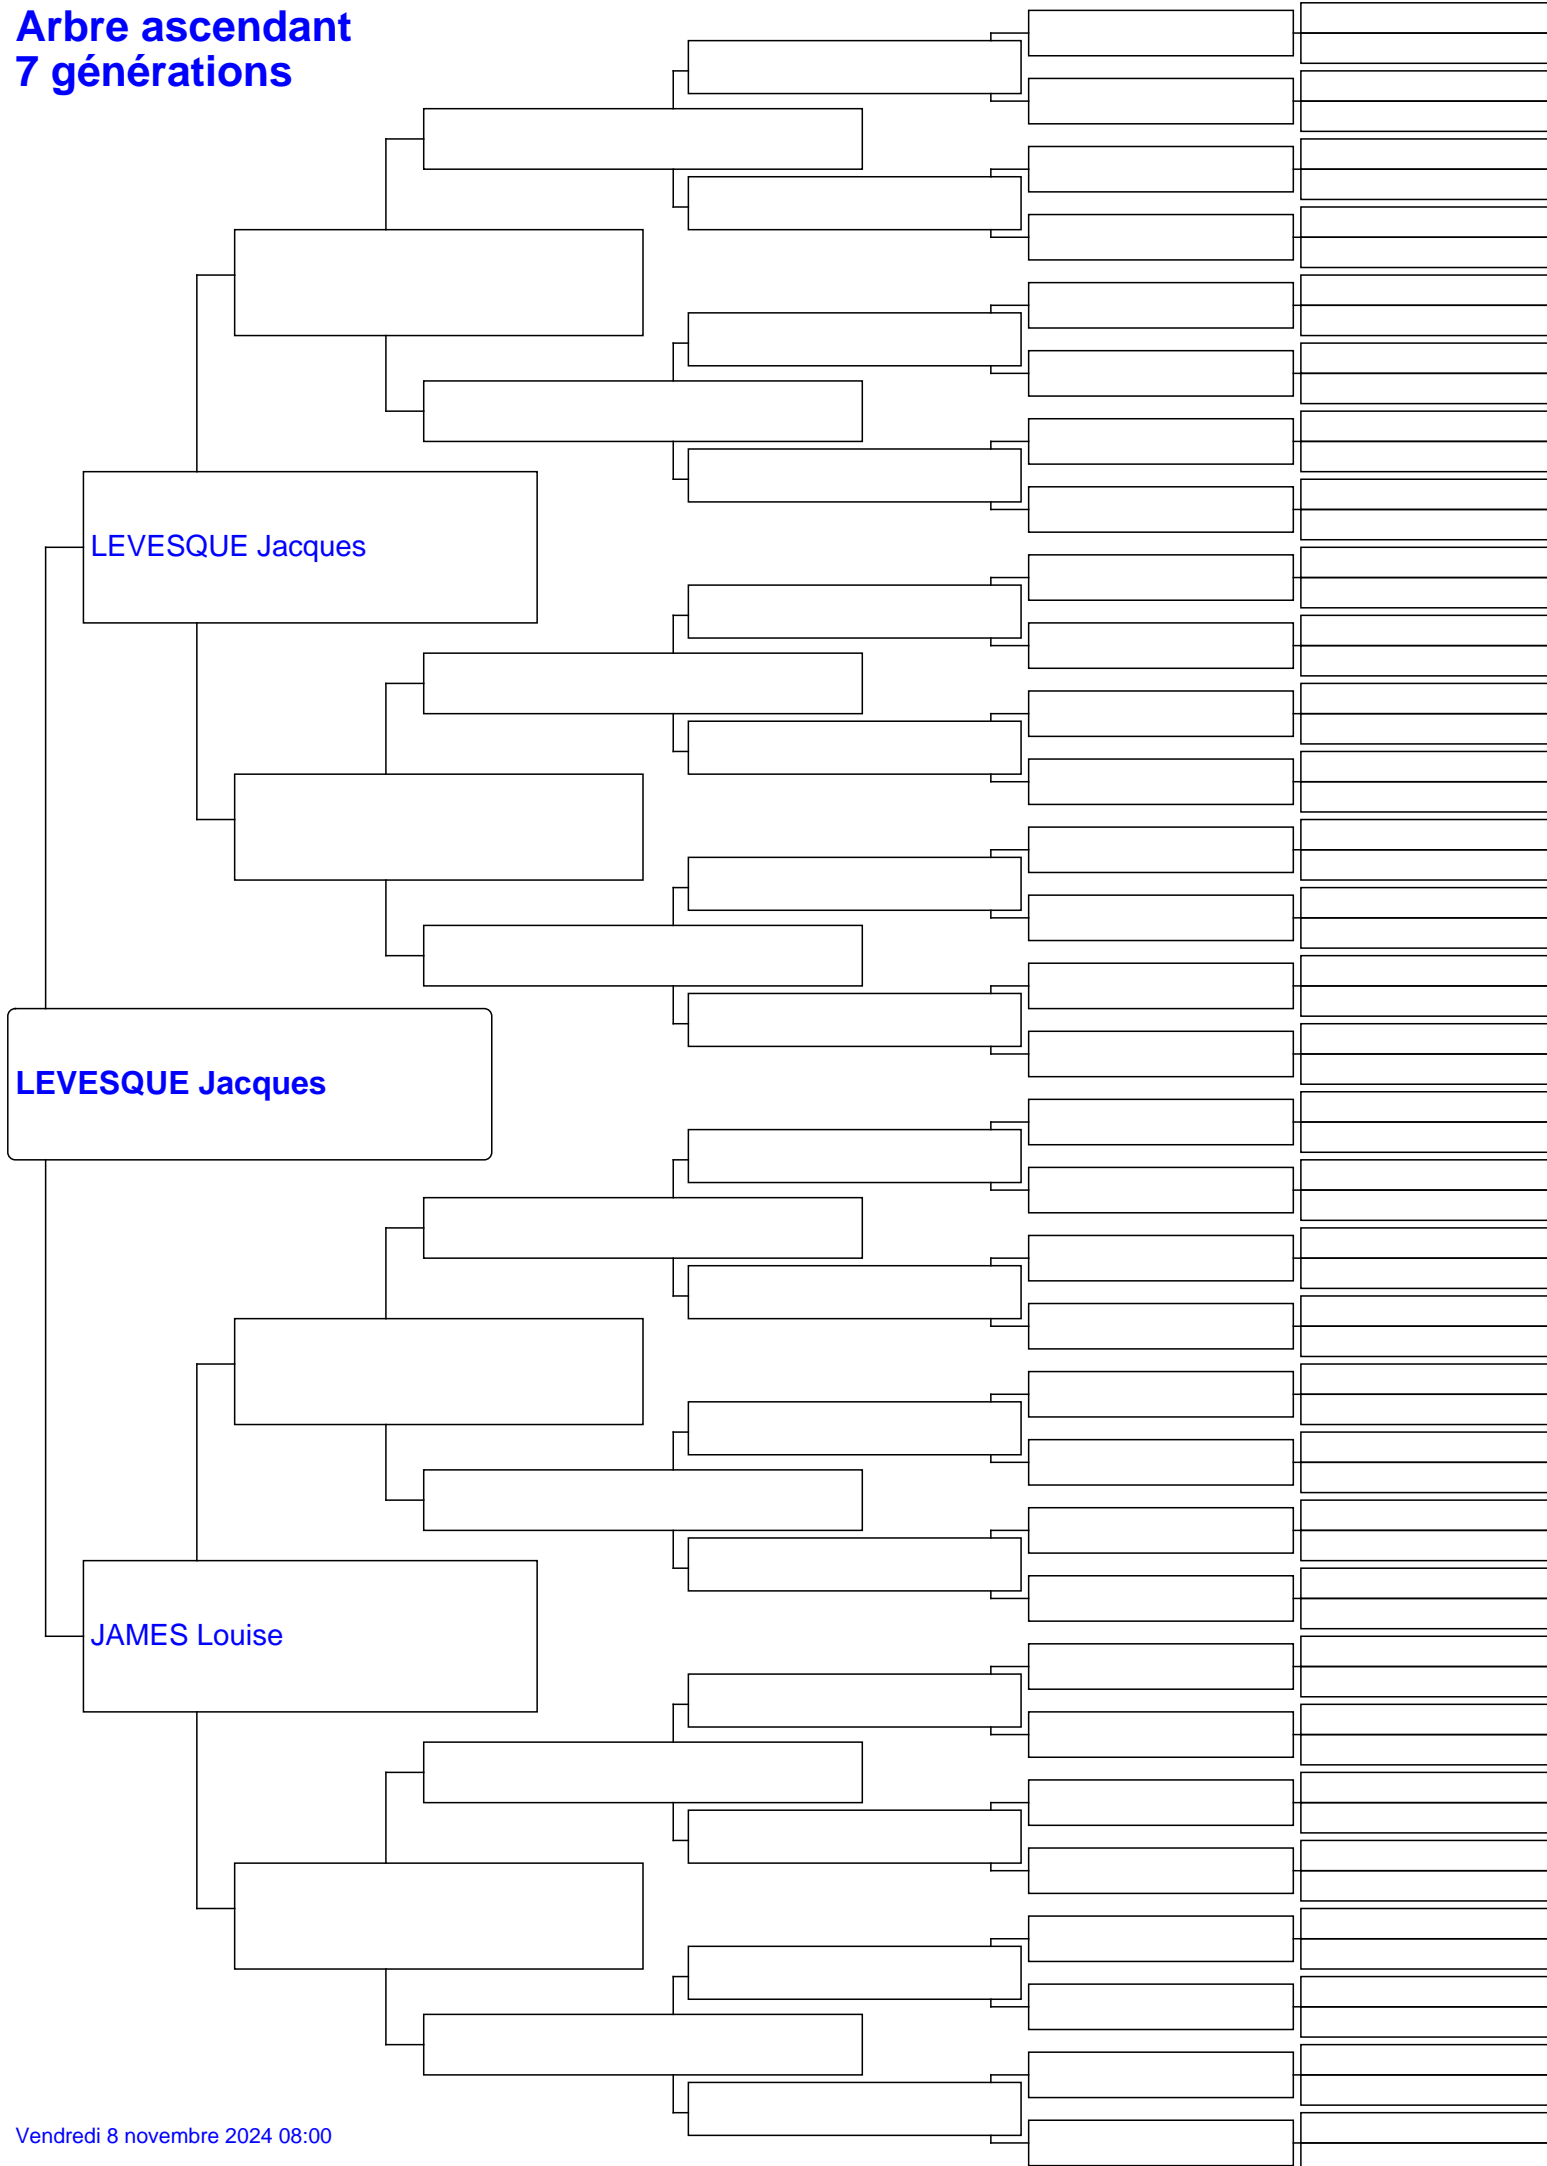 Arbre ascendant
7 générations
LEVESQUE Jacques
LEVESQUE Jacques
JAMES Louise
Vendredi 8 novembre 2024 08:00